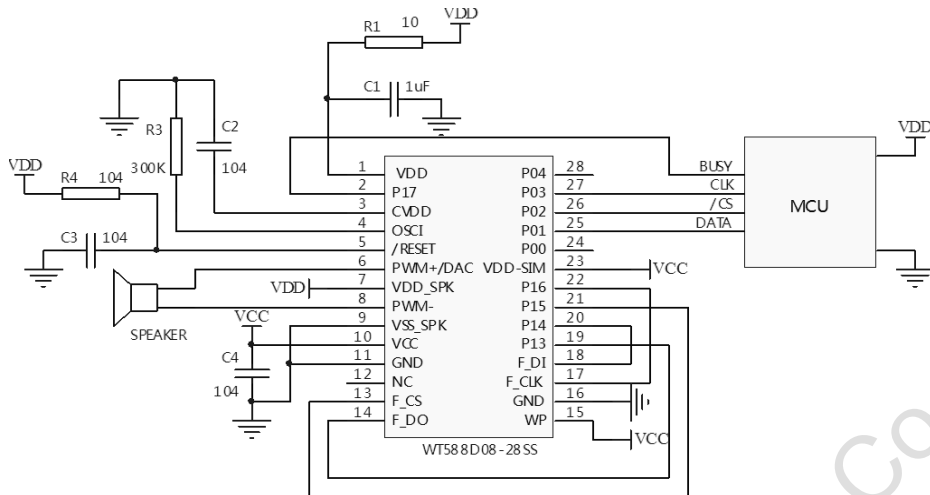 VDD
R1 10
C1 1uF
R3
300K
C2
104
VDD
R4 104
C3 104
VDD
SPEAKER
VCC
C4
104
1 VDD P04 28
2 P17 P03 27
3 CVDD P02 26
4 OSCI P01 25
5 /RESET P00 24
6 PWM+/DAC VDD-SIM 23
7 VDD_SPK P16 22
8 PWM- P15 21
9 VSS_SPK P14 20
10 VCC P13 19
11 GND F_DI 18
12 NC F_CLK 17
13 F_CS GND 16
14 F_DO WP 15
WT588D08-28SS
VCC
VCC
BUSY
CLK
/CS
DATA
MCU
VDD
Co